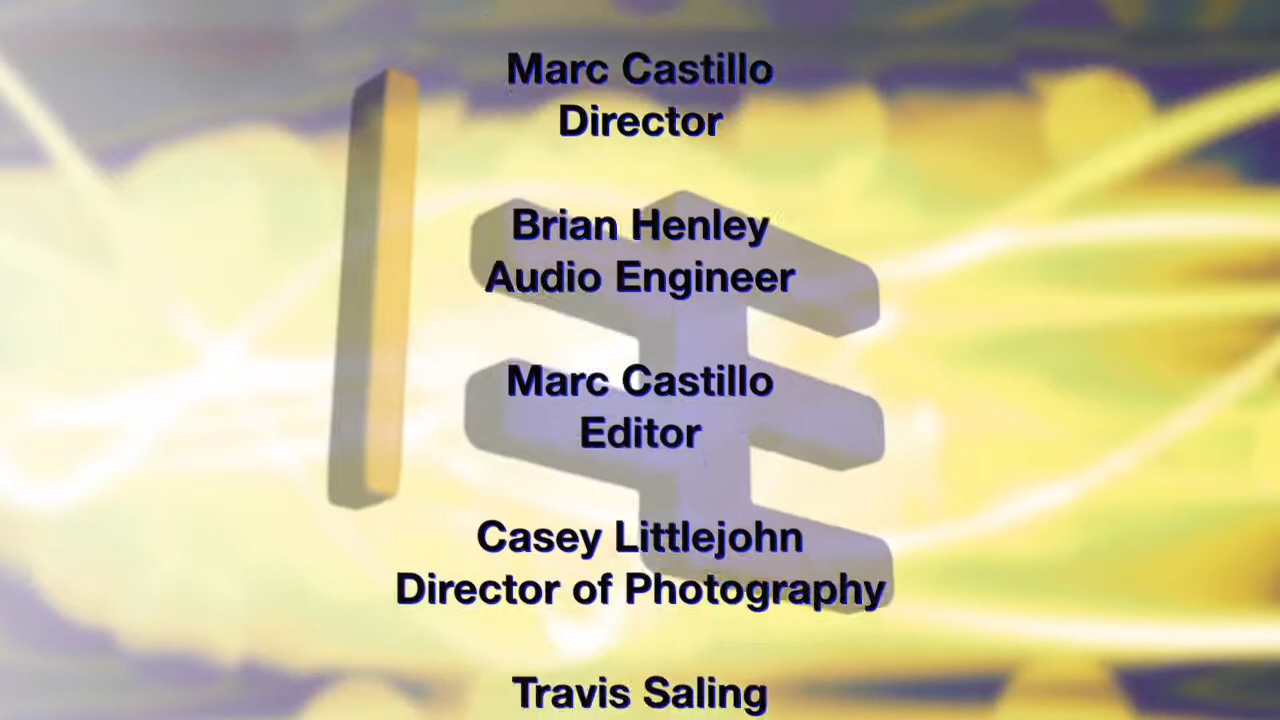 Marc Castillo
Director
Brian Henley
Audio Engineer
Marc Castillo
Editor
Casey Littlejohn
Director of Photography
Travis Saling